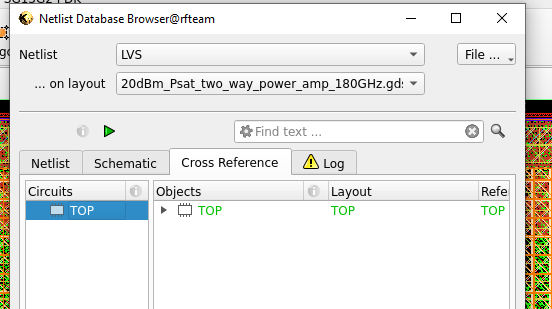 Netlist Database Browser@rfteam
Netlist
LVS
File ...
... on layout
20dBm_Psat_two_way_power_amp_180GHz.gds
Find text ...
Netlist
Schematic
Cross Reference
Log
Circuits
Objects
Layout
Refe
TOP
TOP
TOP
TOP